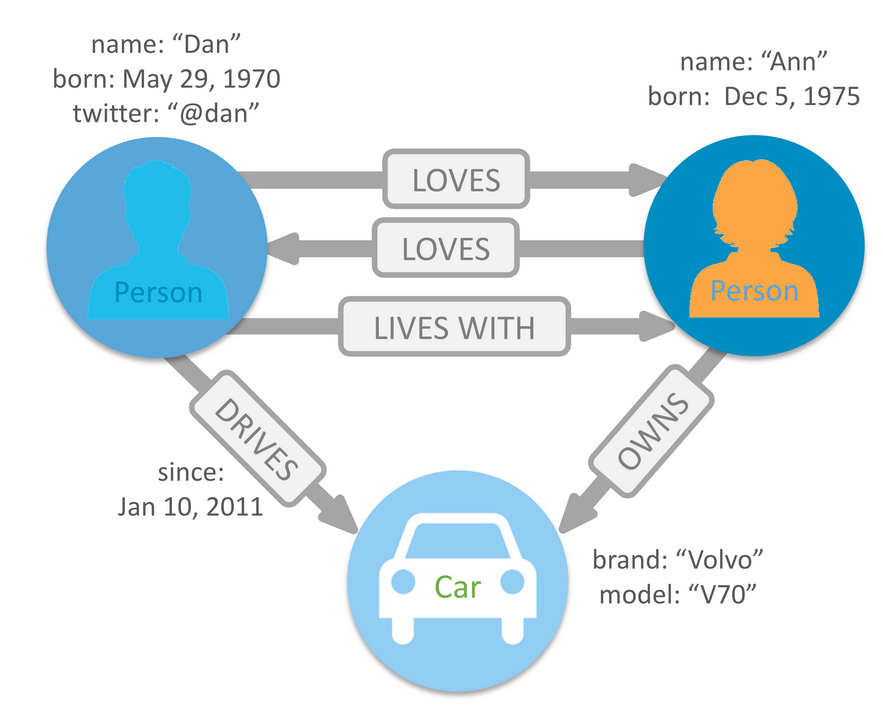 name: “Dan”
born: May 29, 1970
twitter: “@dan”
name: “Ann”
born:  Dec 5, 1975
LOVES
LOVES
LIVES WITH
Person
Person
DRIVES
OWNS
since:
Jan 10, 2011
Car
brand: “Volvo”
model: “V70”